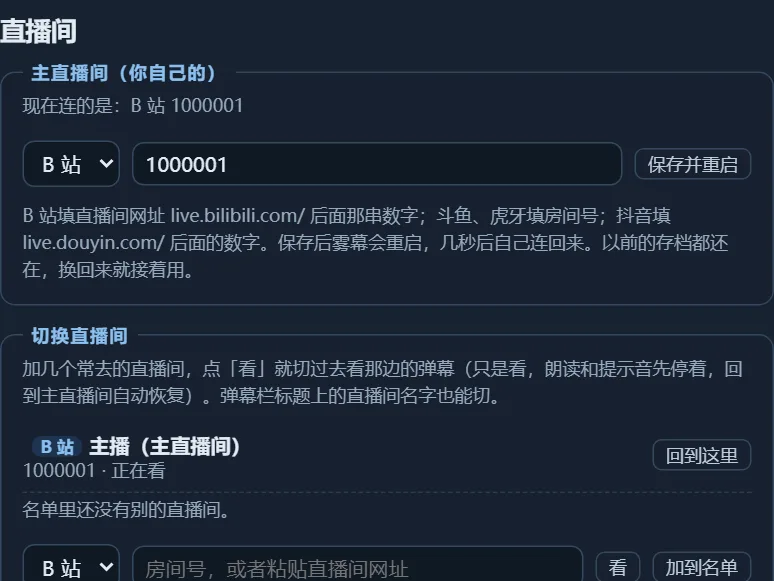 直播间
主直播间（你自己的）
现在连的是：B 站 1000001
B 站 1000001 保存并重启
B 站填直播间网址 live.bilibili.com/ 后面那串数字；斗鱼、虎牙填房间号；抖音填
live.douyin.com/ 后面的数字。保存后雾幕会重启，几秒后自己连回来。以前的存档都还
在，换回来就接着用。
切换直播间
加几个常去的直播间，点「看」就切过去看那边的弹幕（只是看，朗读和提示音先停着，回
到主直播间自动恢复）。弹幕栏标题上的直播间名字也能切。
B 站 主播（主直播间）
1000001 · 正在看 回到这里
名单里还没有别的直播间。
B 站 房间号，或者粘贴直播间网址 看 加到名单